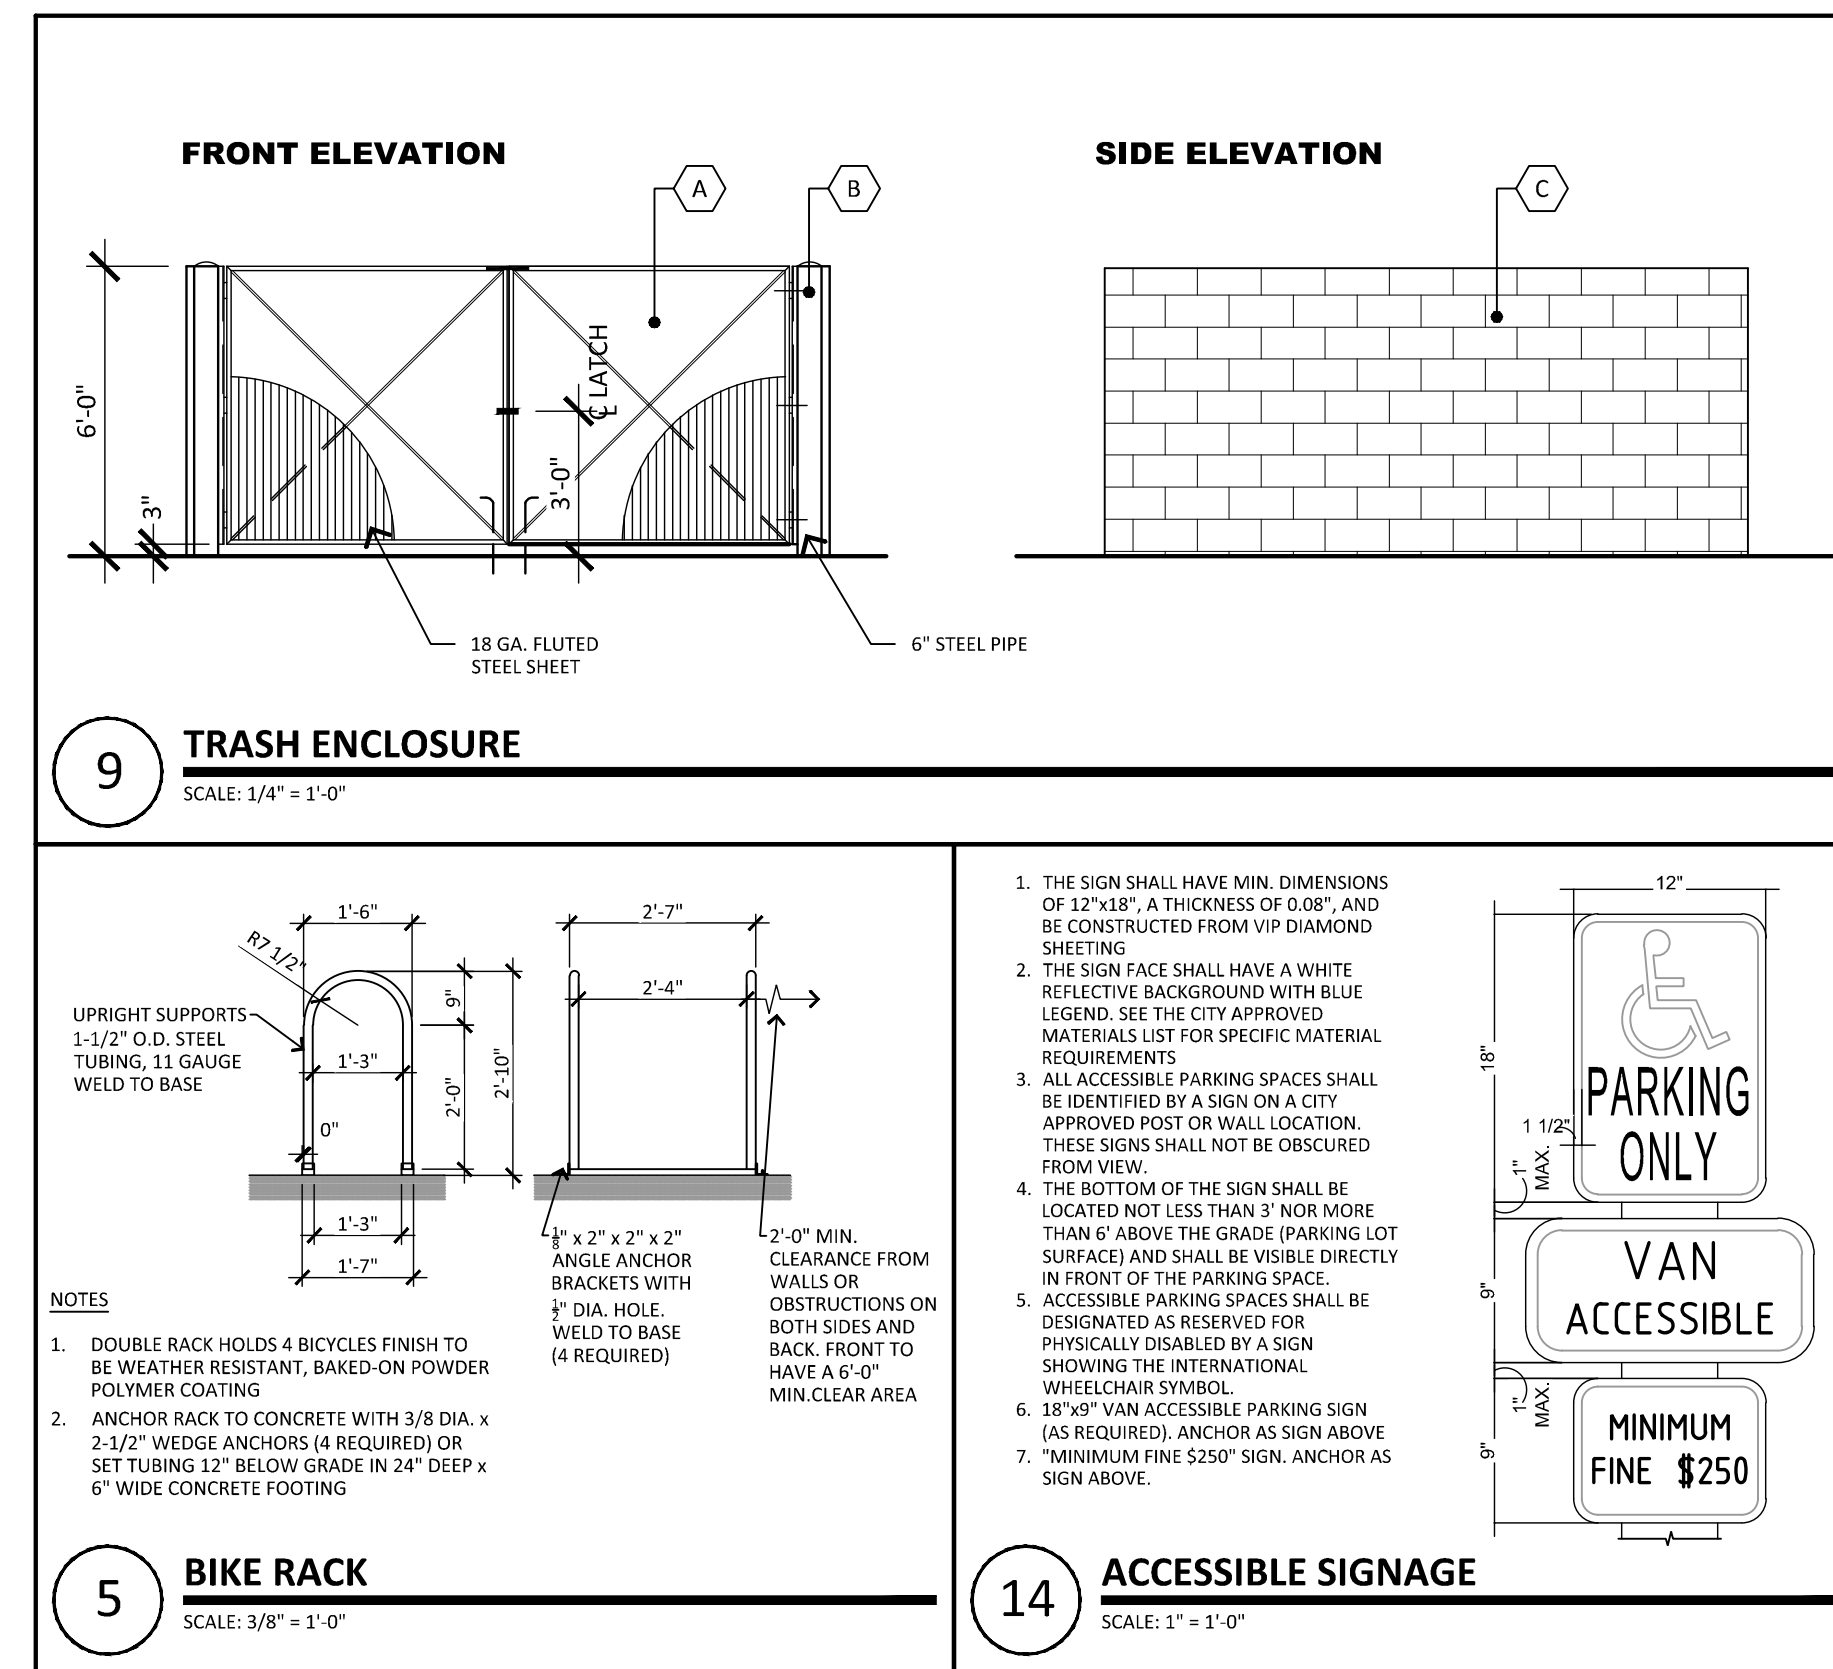 FRONT ELEVATION
A
B
6'-0"
3"
℄ LATCH
3'-0"
18 GA. FLUTED
STEEL SHEET
6" STEEL PIPE
SIDE ELEVATION
C
9
TRASH ENCLOSURE
SCALE: 1/4" = 1'-0"
1'-6"
R7 1/2"
UPRIGHT SUPPORTS
1-1/2" O.D. STEEL
TUBING, 11 GAUGE
WELD TO BASE
1'-3"
0"
9"
2'-0"
2'-10"
1'-3"
1'-7"
2'-7"
2'-4"
1/8" x 2" x 2" x 2"
ANGLE ANCHOR
BRACKETS WITH
1/2" DIA. HOLE.
WELD TO BASE
(4 REQUIRED)
2'-0" MIN.
CLEARANCE FROM
WALLS OR
OBSTRUCTIONS ON
BOTH SIDES AND
BACK. FRONT TO
HAVE A 6'-0"
MIN.CLEAR AREA
NOTES
1. DOUBLE RACK HOLDS 4 BICYCLES FINISH TO
BE WEATHER RESISTANT, BAKED-ON POWDER
POLYMER COATING
2. ANCHOR RACK TO CONCRETE WITH 3/8 DIA. x
2-1/2" WEDGE ANCHORS (4 REQUIRED) OR
SET TUBING 12" BELOW GRADE IN 24" DEEP x
6" WIDE CONCRETE FOOTING
5
BIKE RACK
SCALE: 3/8" = 1'-0"
1. THE SIGN SHALL HAVE MIN. DIMENSIONS
OF 12"x18", A THICKNESS OF 0.08", AND
BE CONSTRUCTED FROM VIP DIAMOND
SHEETING
2. THE SIGN FACE SHALL HAVE A WHITE
REFLECTIVE BACKGROUND WITH BLUE
LEGEND. SEE THE CITY APPROVED
MATERIALS LIST FOR SPECIFIC MATERIAL
REQUIREMENTS
3. ALL ACCESSIBLE PARKING SPACES SHALL
BE IDENTIFIED BY A SIGN ON A CITY
APPROVED POST OR WALL LOCATION.
THESE SIGNS SHALL NOT BE OBSCURED
FROM VIEW.
4. THE BOTTOM OF THE SIGN SHALL BE
LOCATED NOT LESS THAN 3' NOR MORE
THAN 6' ABOVE THE GRADE (PARKING LOT
SURFACE) AND SHALL BE VISIBLE DIRECTLY
IN FRONT OF THE PARKING SPACE.
5. ACCESSIBLE PARKING SPACES SHALL BE
DESIGNATED AS RESERVED FOR
PHYSICALLY DISABLED BY A SIGN
SHOWING THE INTERNATIONAL
WHEELCHAIR SYMBOL.
6. 18"x9" VAN ACCESSIBLE PARKING SIGN
(AS REQUIRED). ANCHOR AS SIGN ABOVE
7. "MINIMUM FINE $250" SIGN. ANCHOR AS
SIGN ABOVE.
12"
18"
PARKING
ONLY
1 1/2"
1"
MAX.
VAN
ACCESSIBLE
9"
1"
MAX.
MINIMUM
FINE $250
9"
14
ACCESSIBLE SIGNAGE
SCALE: 1" = 1'-0"